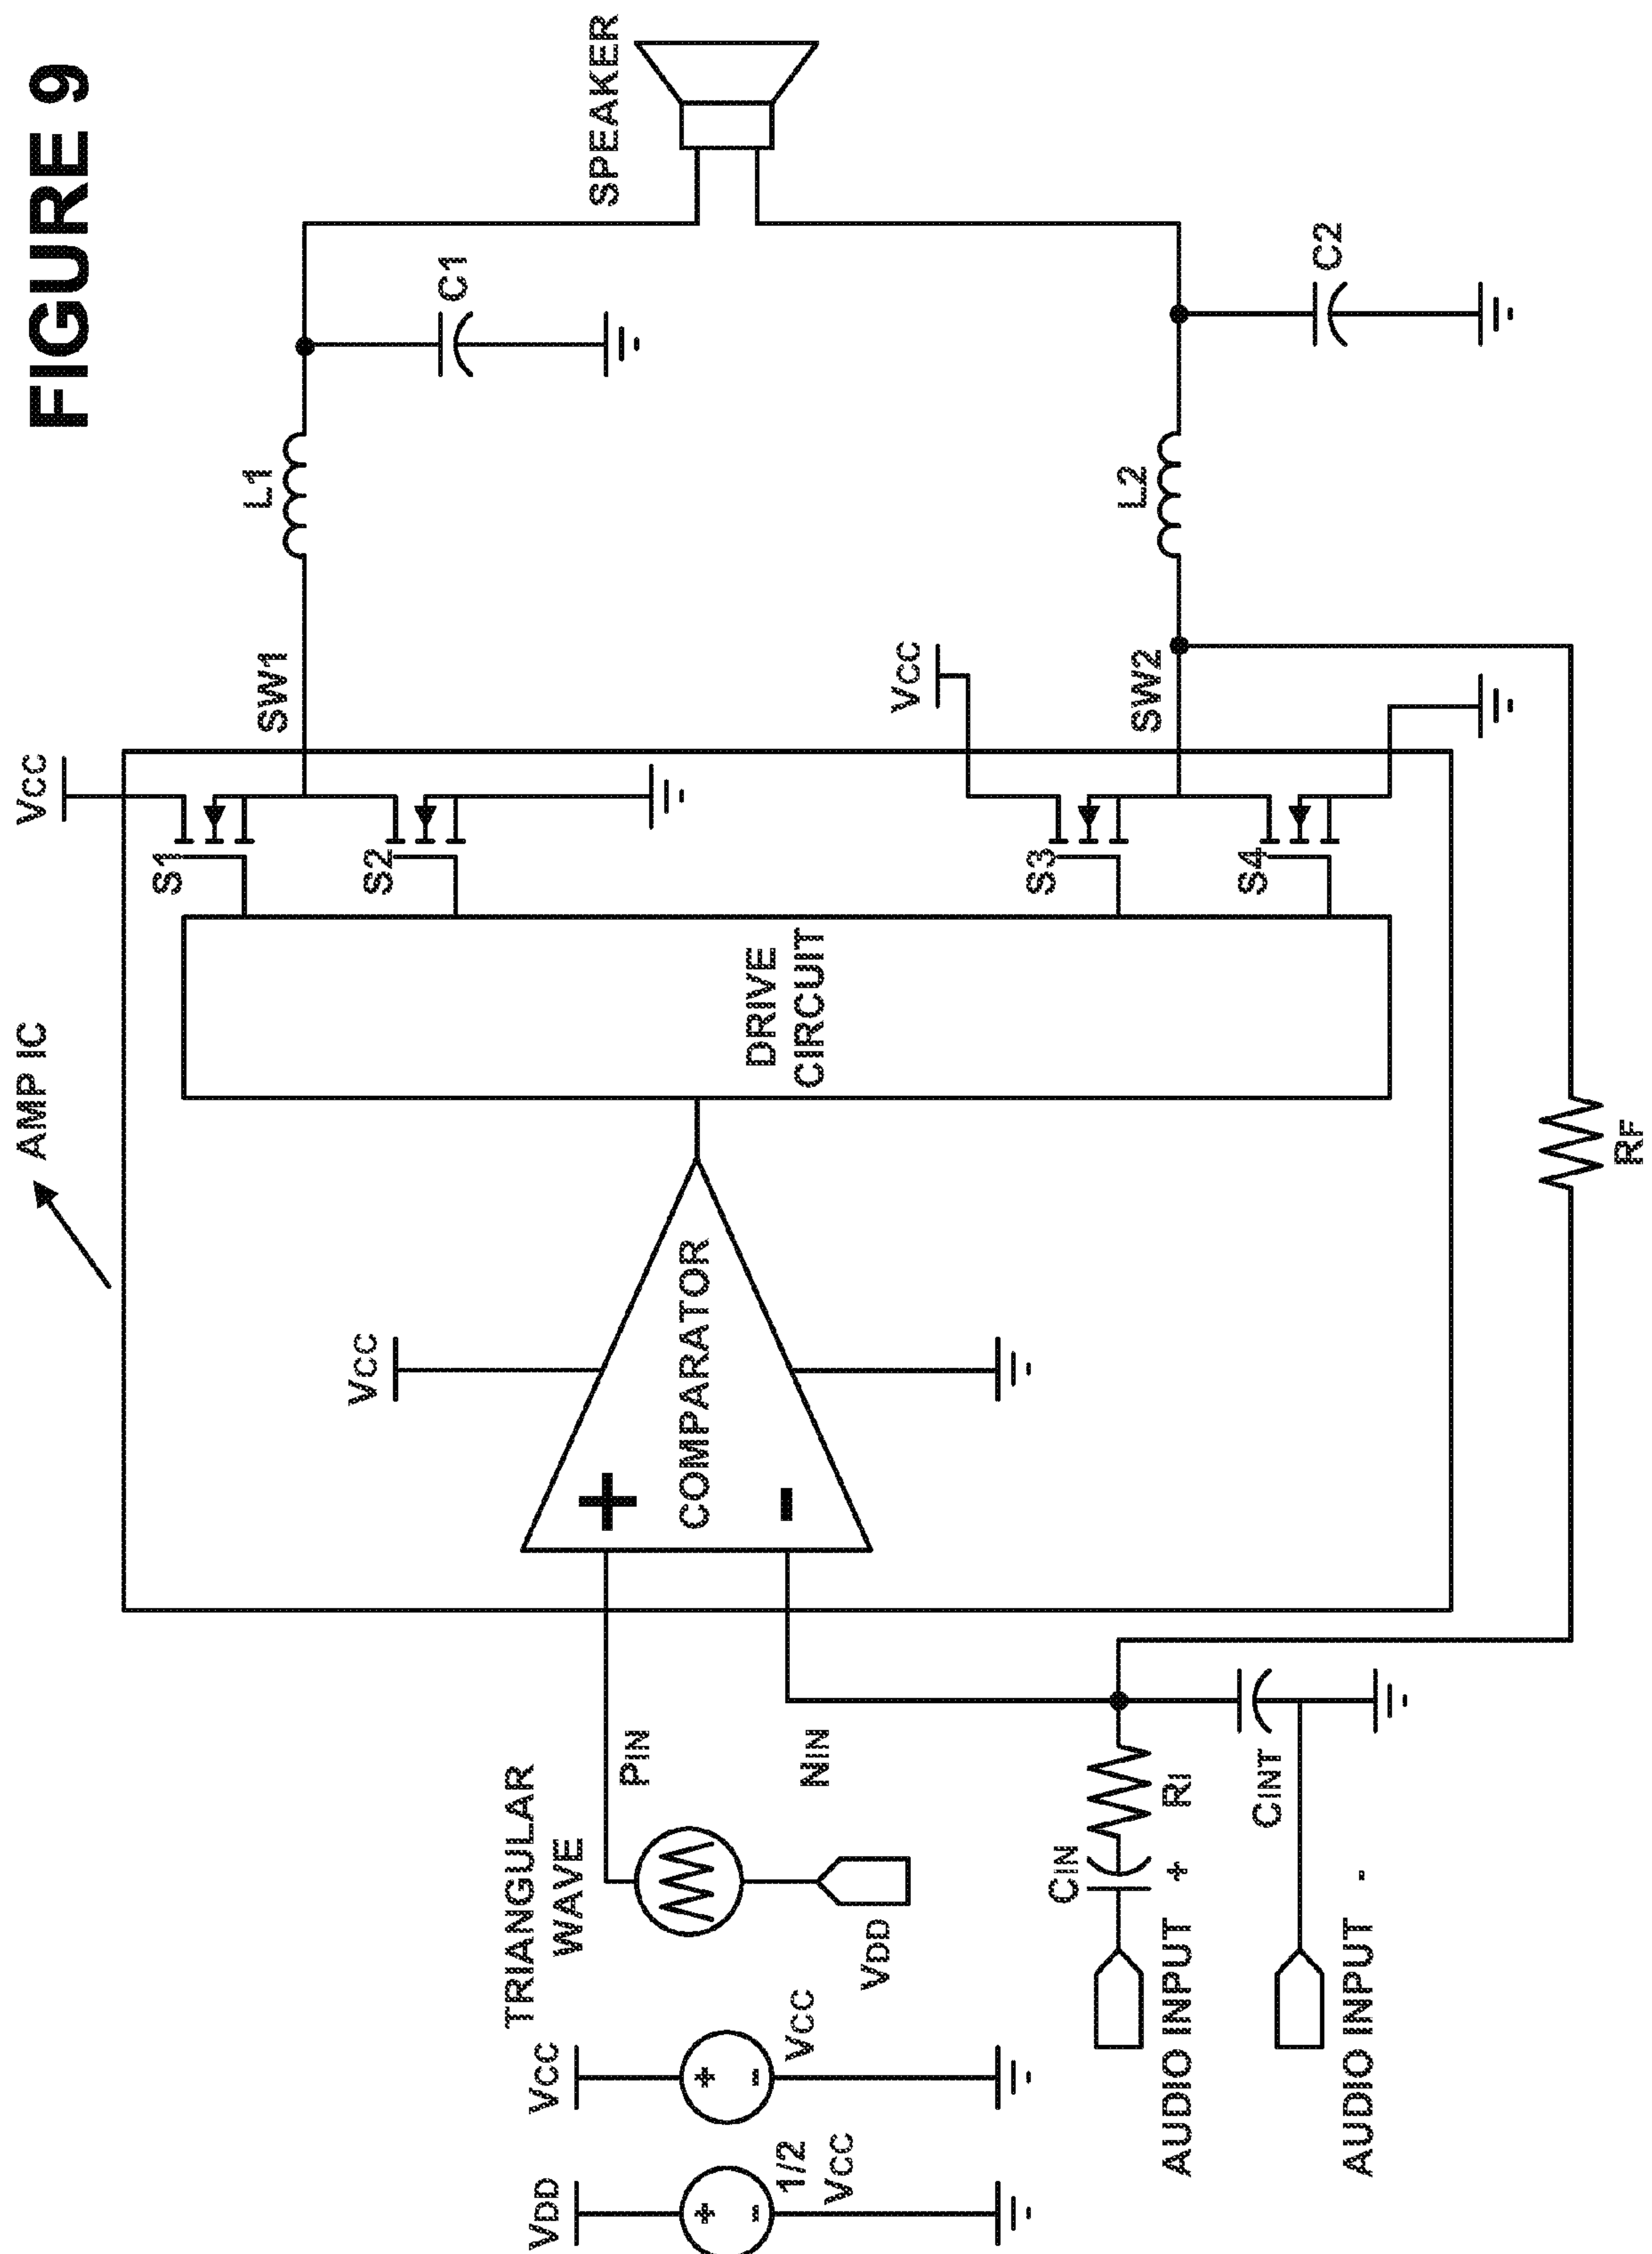 FIGURE 9
AMP IC
VCC
S1
SW1
L1
C1
SPEAKER
S2
VCC
COMPARATOR
+
-
DRIVE
CIRCUIT
VCC
S3
SW2
L2
C2
S4
TRIANGULAR
WAVE
PIN
NIN
VDD
VDD
+
-
1/2
VCC
VCC
+
-
VCC
CIN
RI
AUDIO INPUT +
CINT
AUDIO INPUT -
RF